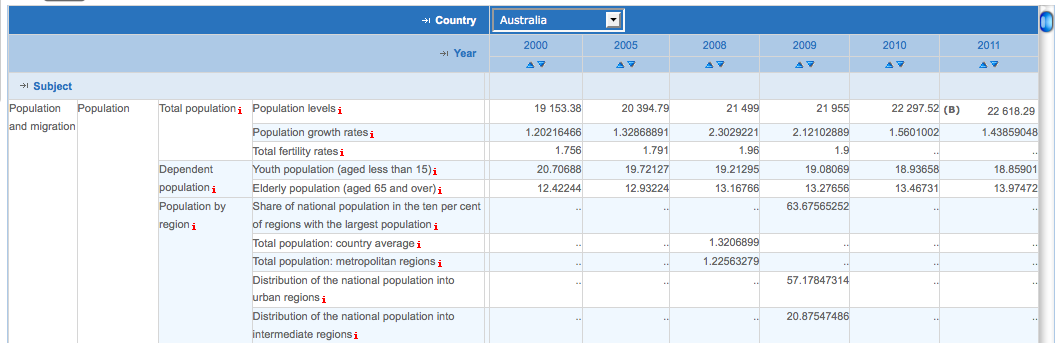 Country Australia
Year 2000 2005 2008 2009 2010 2011
Subject
Population and migration Population Total population i Population levels i 19 153.38 20 394.79 21 499 21 955 22 297.52 (B) 22 618.29
Population growth rates i 1.20216466 1.32868891 2.3029221 2.12102889 1.5601002 1.43859048
Total fertility rates i 1.756 1.791 1.96 1.9 .. ..
Dependent population i Youth population (aged less than 15) i 20.70688 19.72127 19.21295 19.08069 18.93658 18.85901
Elderly population (aged 65 and over) i 12.42244 12.93224 13.16766 13.27656 13.46731 13.97472
Population by region i Share of national population in the ten per cent of regions with the largest population i .. .. .. 63.67565252 .. ..
Total population: country average i .. .. 1.3206899 .. .. ..
Total population: metropolitan regions i .. .. 1.22563279 .. .. ..
Distribution of the national population into urban regions i .. .. .. 57.17847314 .. ..
Distribution of the national population into intermediate regions i .. .. .. 20.87547486 .. ..